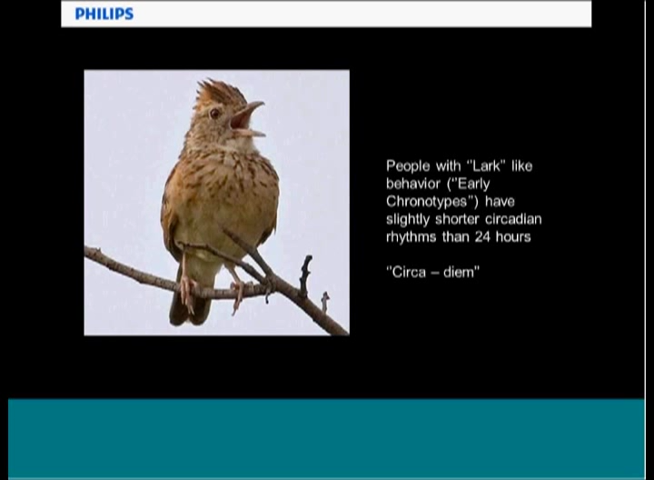 PHILIPS
People with "Lark" like
behavior ("Early
Chronotypes") have
slightly shorter circadian
rhythms than 24 hours
"Circa – diem"